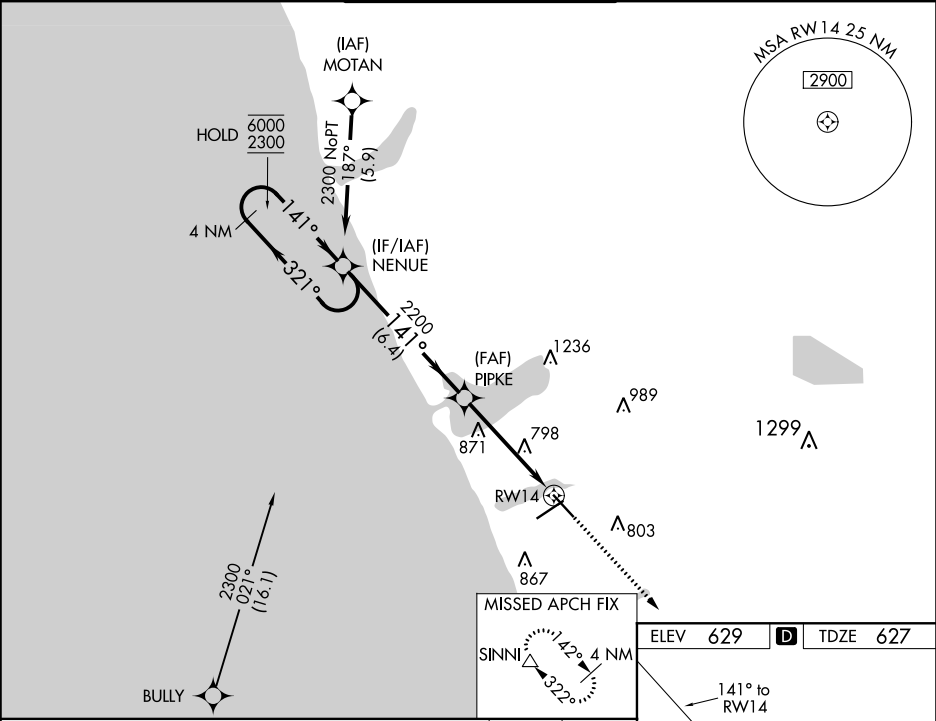 (IAF)
MOTAN
MSA RW14 25 NM
2900
HOLD 6000
2300
2300 NoPT
187°
(5.9)
141°
4 NM
321°
(IF/IAF)
NENUE
2200
141°
(6.4)
(FAF)
PIPKE
1236
989
1299
871
798
RW14
803
867
2300
021°
(16.1)
BULLY
MISSED APCH FIX
SINNI
142°
4 NM
322°
ELEV 629 D TDZE 627
141° to
RW14